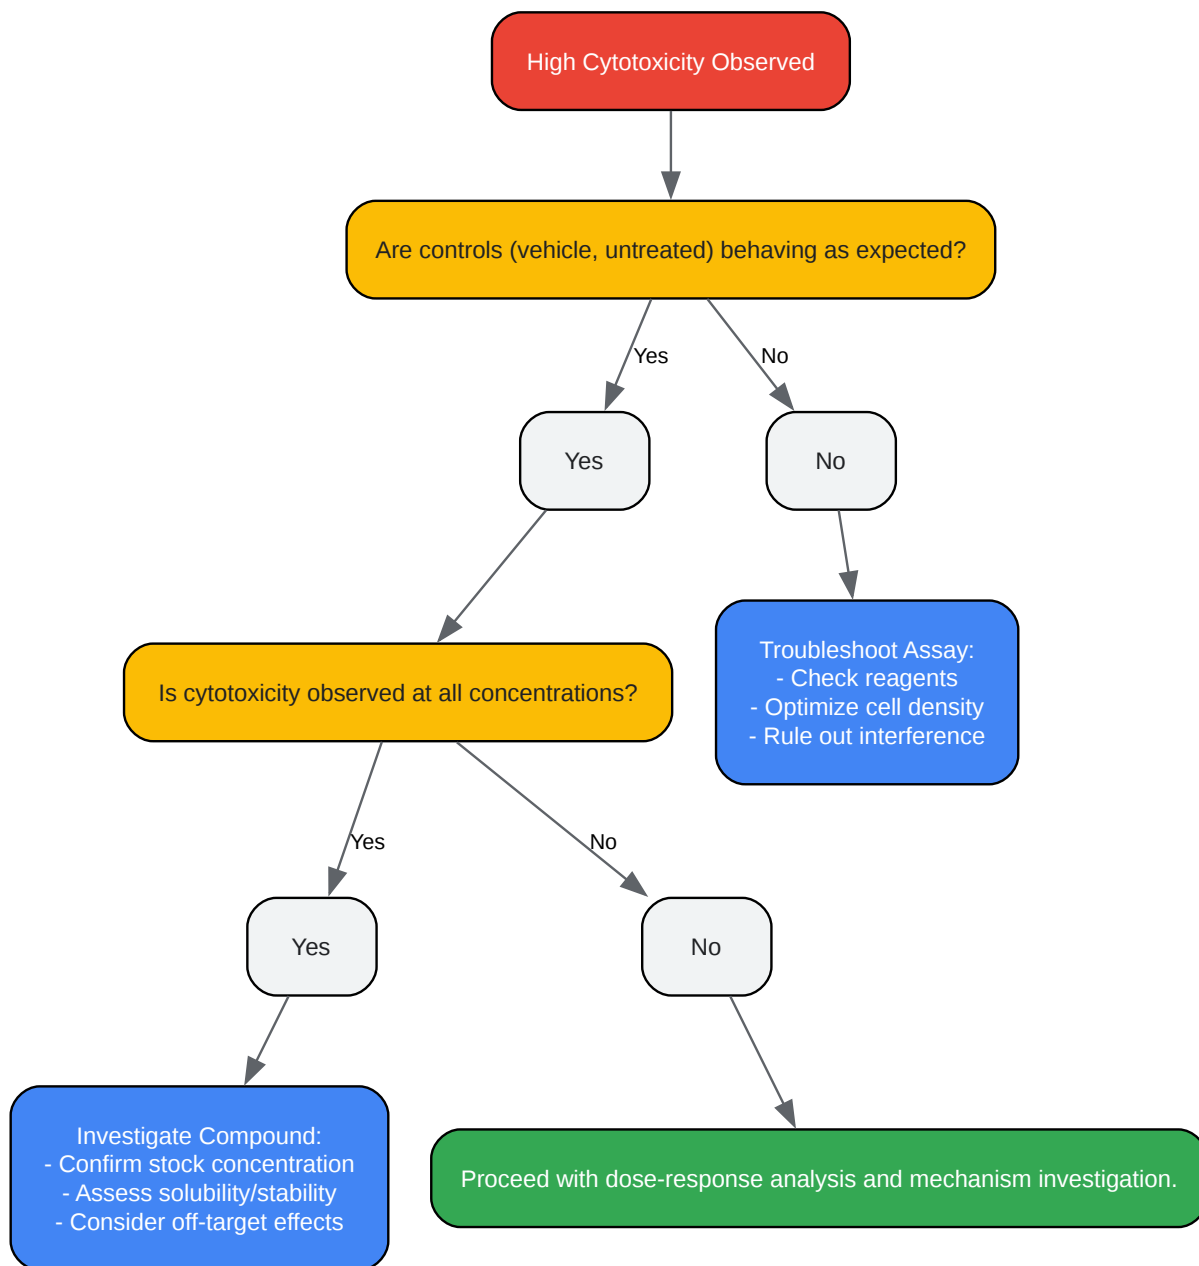 High Cytotoxicity Observed
Are controls (vehicle, untreated) behaving as expected?
Yes
No
Yes
No
Troubleshoot Assay:
- Check reagents
- Optimize cell density
- Rule out interference
Is cytotoxicity observed at all concentrations?
Yes
No
Yes
No
Investigate Compound:
- Confirm stock concentration
- Assess solubility/stability
- Consider off-target effects
Proceed with dose-response analysis and mechanism investigation.